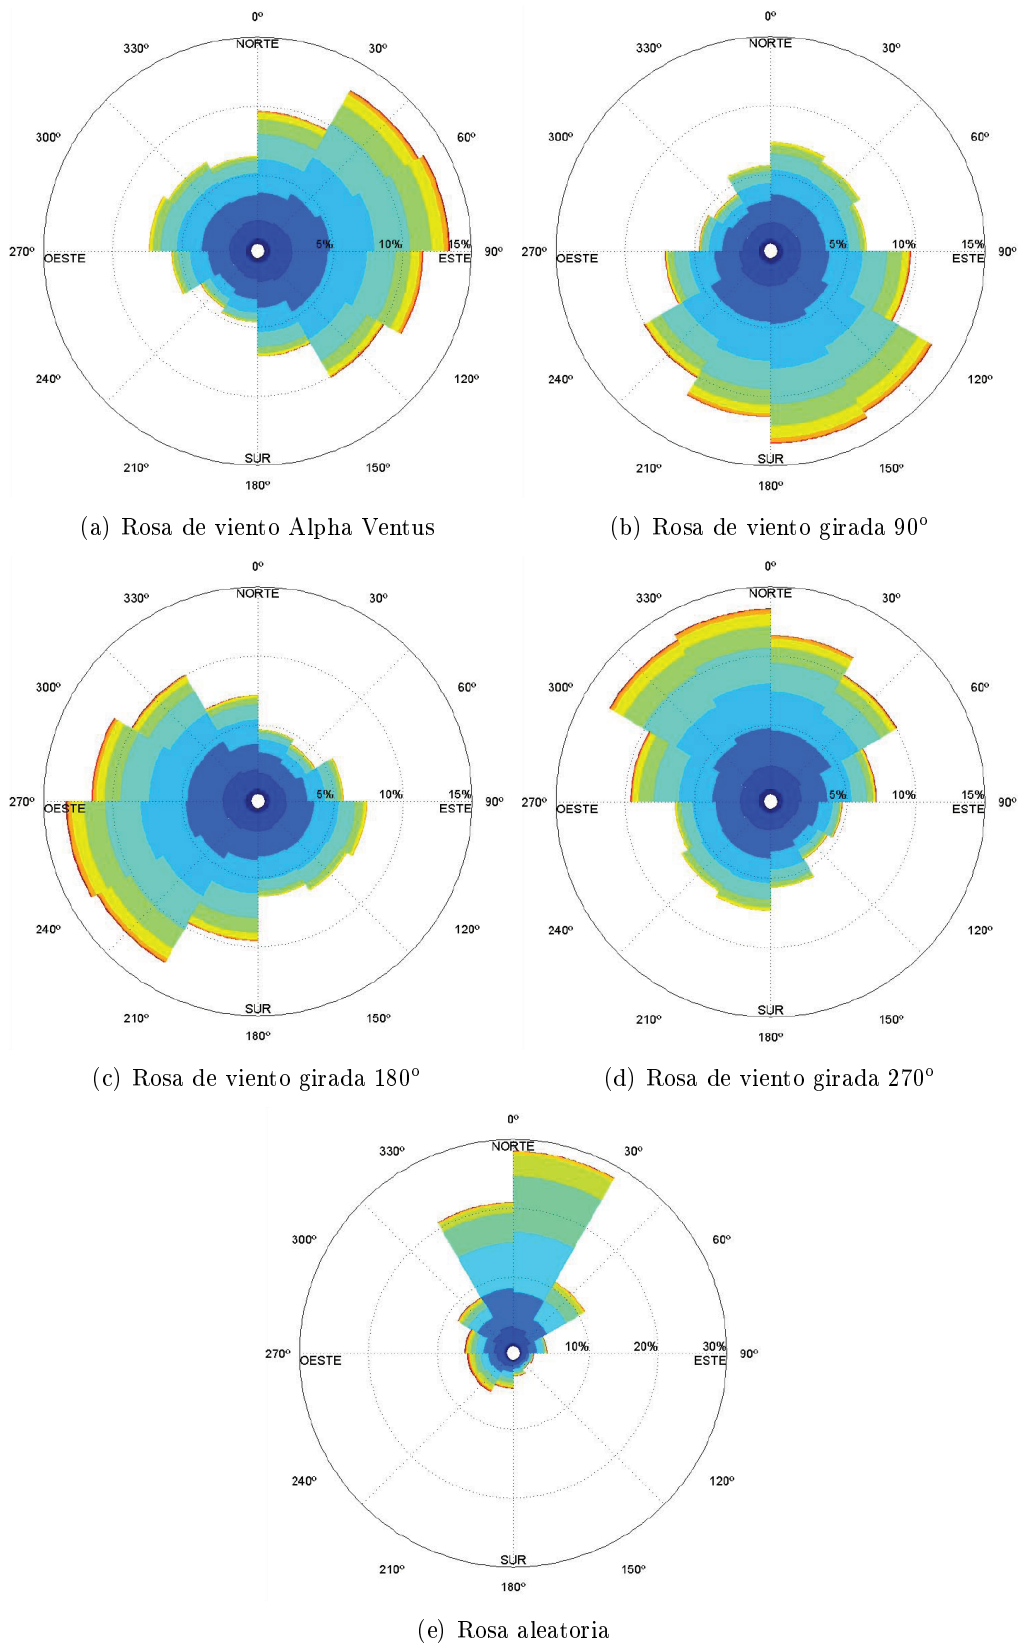 0º 0º
NORTE NORTE
330º 30º 330º 30º
300º 60º 300º 60º
5% 10% 15% 5% 10% 15%
270º 90º 270º 90º
OESTE ESTE OESTE ESTE
240º 120º 240º 120º
SUR SUR
210º 150º 210º 150º
180º 180º
(a) Rosa de viento Alpha Ventus (b) Rosa de viento girada 90º
0º 0º
NORTE NORTE
330º 30º 330º 30º
300º 60º 300º 60º
5% 10% 15% 5% 10% 15%
270º 90º 270º 90º
OESTE ESTE OESTE ESTE
240º 120º 240º 120º
SUR SUR
210º 150º 210º 150º
180º 180º
(c) Rosa de viento girada 180º (d) Rosa de viento girada 270º
0º
NORTE
330º 30º
300º 60º
10% 20% 30%
270º 90º
OESTE ESTE
240º 120º
SUR
210º 150º
180º
(e) Rosa aleatoria